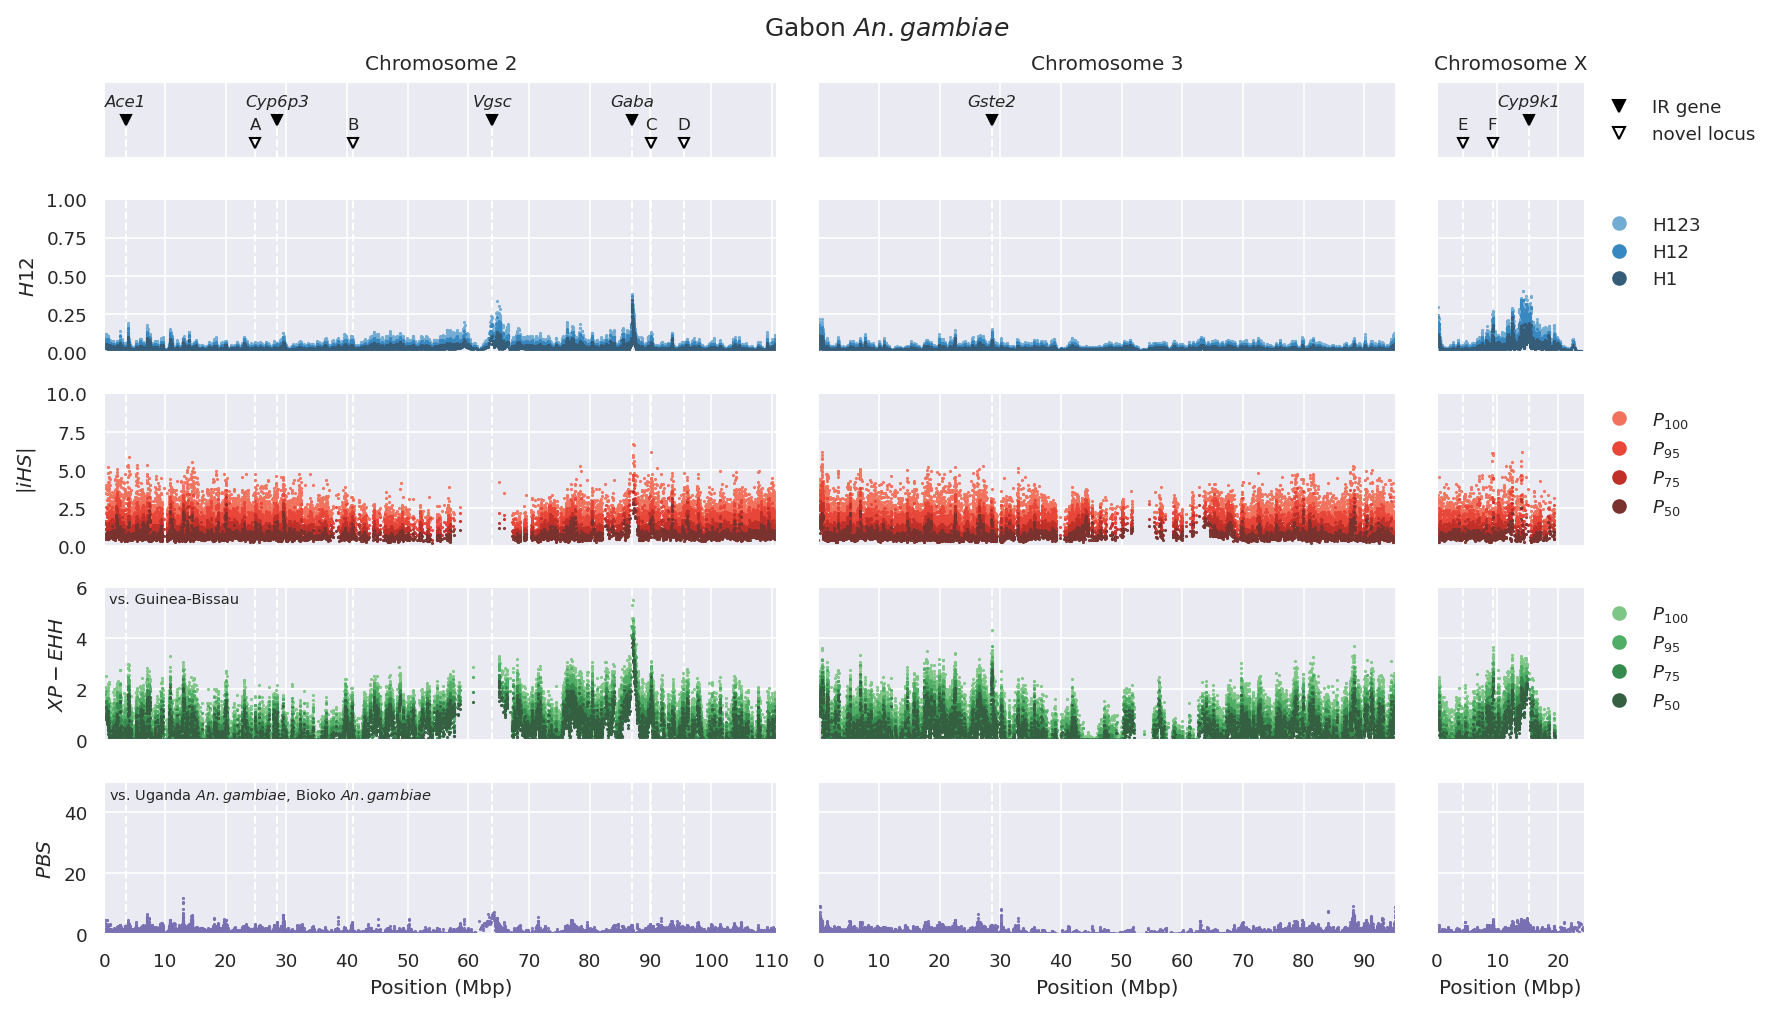 Gabon An. gambiae
Chromosome 2 Chromosome 3 Chromosome X
Ace1 Cyp6p3 Vgsc Gaba Gste2 Cyp9k1
A B C D E F
IR gene
novel locus
H12
1.00
0.75
0.50
0.25
0.00
H123
H12
H1
|iHS|
10.0
7.5
5.0
2.5
0.0
P100
P95
P75
P50
XP−EHH
6
4
2
0
vs. Guinea-Bissau
P100
P95
P75
P50
PBS
40
20
0
vs. Uganda An. gambiae, Bioko An. gambiae
0 10 20 30 40 50 60 70 80 90 100 110 0 10 20 30 40 50 60 70 80 90 0 10 20
Position (Mbp) Position (Mbp) Position (Mbp)